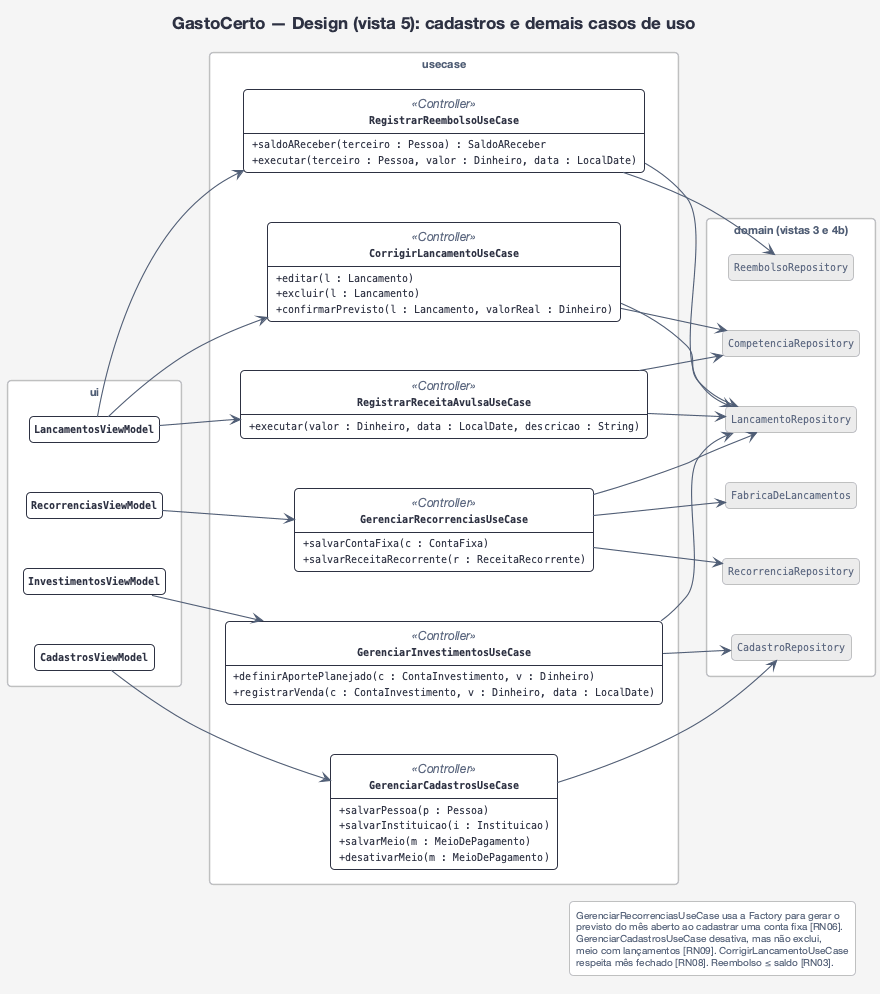 GastoCerto — Design (vista 5): cadastros e demais casos de uso
usecase
«Controller»
RegistrarReembolsoUseCase
+saldoAReceber(terceiro : Pessoa) : SaldoAReceber
+executar(terceiro : Pessoa, valor : Dinheiro, data : LocalDate)
«Controller»
CorrigirLancamentoUseCase
+editar(l : Lancamento)
+excluir(l : Lancamento)
+confirmarPrevisto(l : Lancamento, valorReal : Dinheiro)
«Controller»
RegistrarReceitaAvulsaUseCase
+executar(valor : Dinheiro, data : LocalDate, descricao : String)
«Controller»
GerenciarRecorrenciasUseCase
+salvarContaFixa(c : ContaFixa)
+salvarReceitaRecorrente(r : ReceitaRecorrente)
«Controller»
GerenciarInvestimentosUseCase
+definirAportePlanejado(c : ContaInvestimento, v : Dinheiro)
+registrarVenda(c : ContaInvestimento, v : Dinheiro, data : LocalDate)
«Controller»
GerenciarCadastrosUseCase
+salvarPessoa(p : Pessoa)
+salvarInstituicao(i : Instituicao)
+salvarMeio(m : MeioDePagamento)
+desativarMeio(m : MeioDePagamento)
ui
LancamentosViewModel
RecorrenciasViewModel
InvestimentosViewModel
CadastrosViewModel
domain (vistas 3 e 4b)
ReembolsoRepository
CompetenciaRepository
LancamentoRepository
FabricaDeLancamentos
RecorrenciaRepository
CadastroRepository
GerenciarRecorrenciasUseCase usa a Factory para gerar o
previsto do mês aberto ao cadastrar uma conta fixa [RN06].
GerenciarCadastrosUseCase desativa, mas não exclui,
meio com lançamentos [RN09]. CorrigirLancamentoUseCase
respeita mês fechado [RN08]. Reembolso ≤ saldo [RN03].